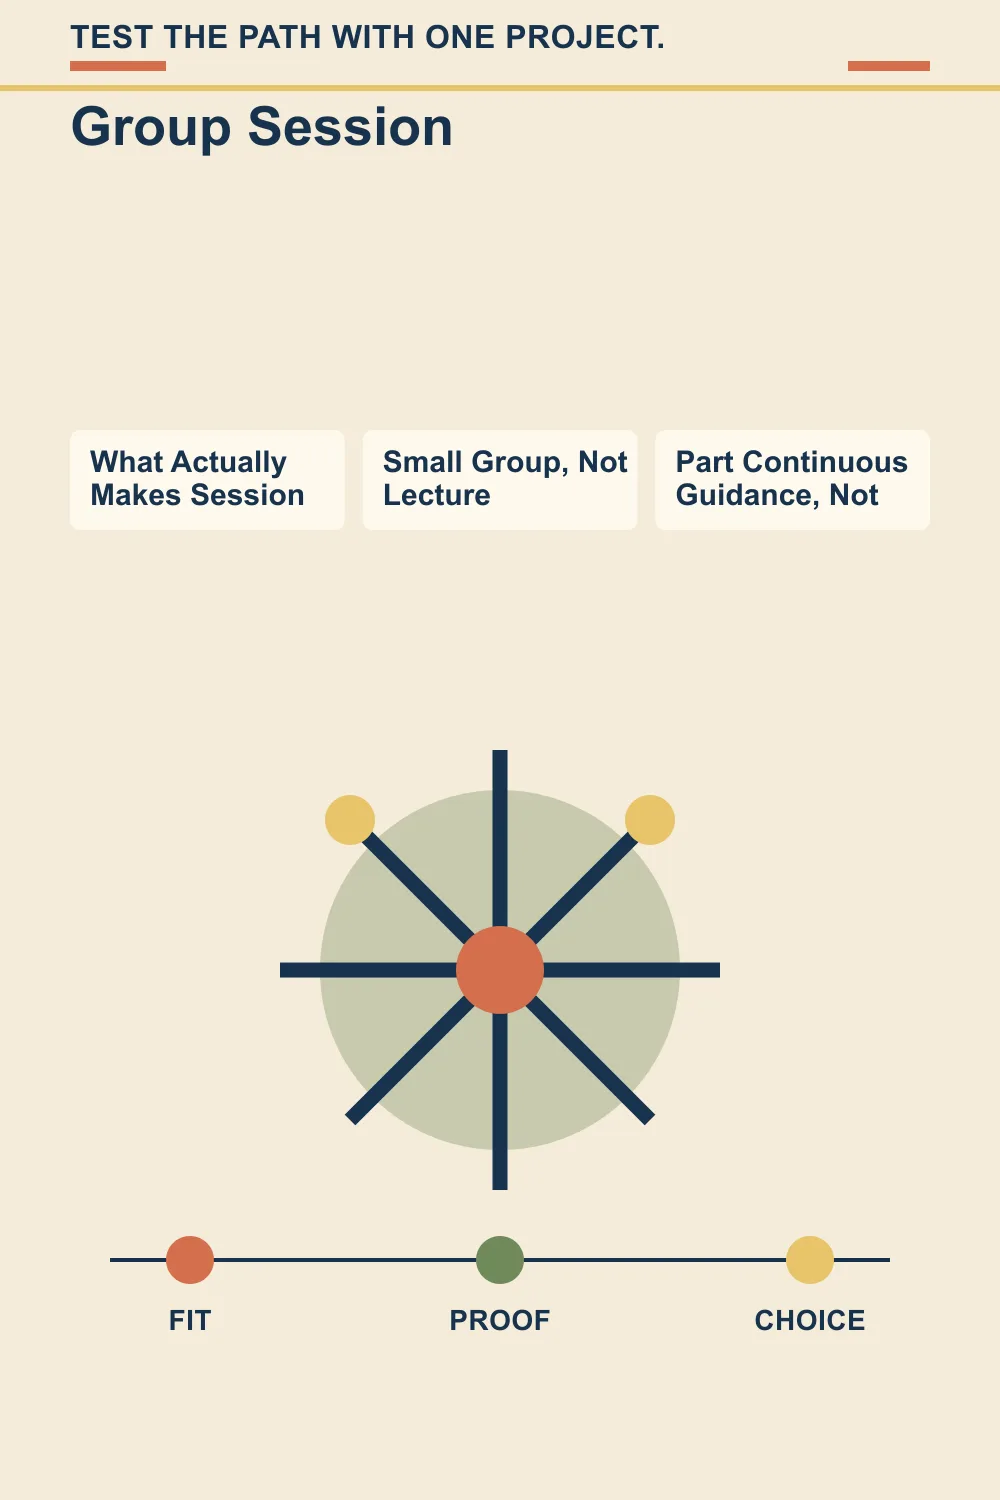 TEST THE PATH WITH ONE PROJECT.
Group Session
What Actually
Makes Session
Small Group, Not
Lecture
Part Continuous
Guidance, Not
FIT
PROOF
CHOICE